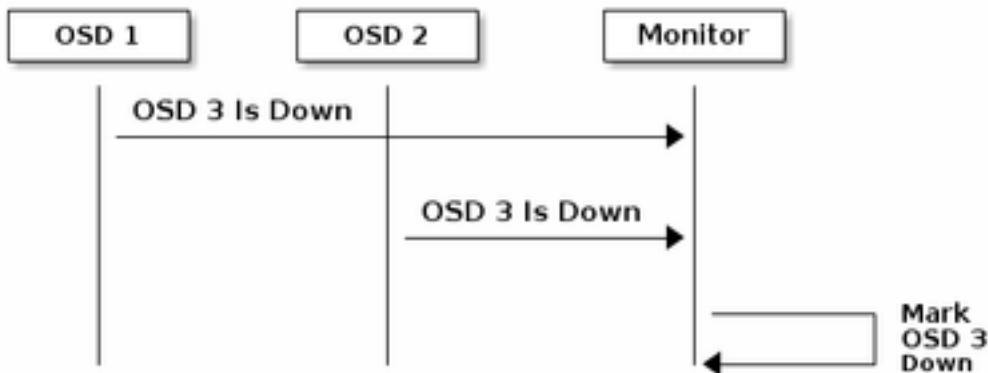 OSD 1
OSD 2
Monitor
OSD 3 Is Down
OSD 3 Is Down
Mark
OSD 3
Down